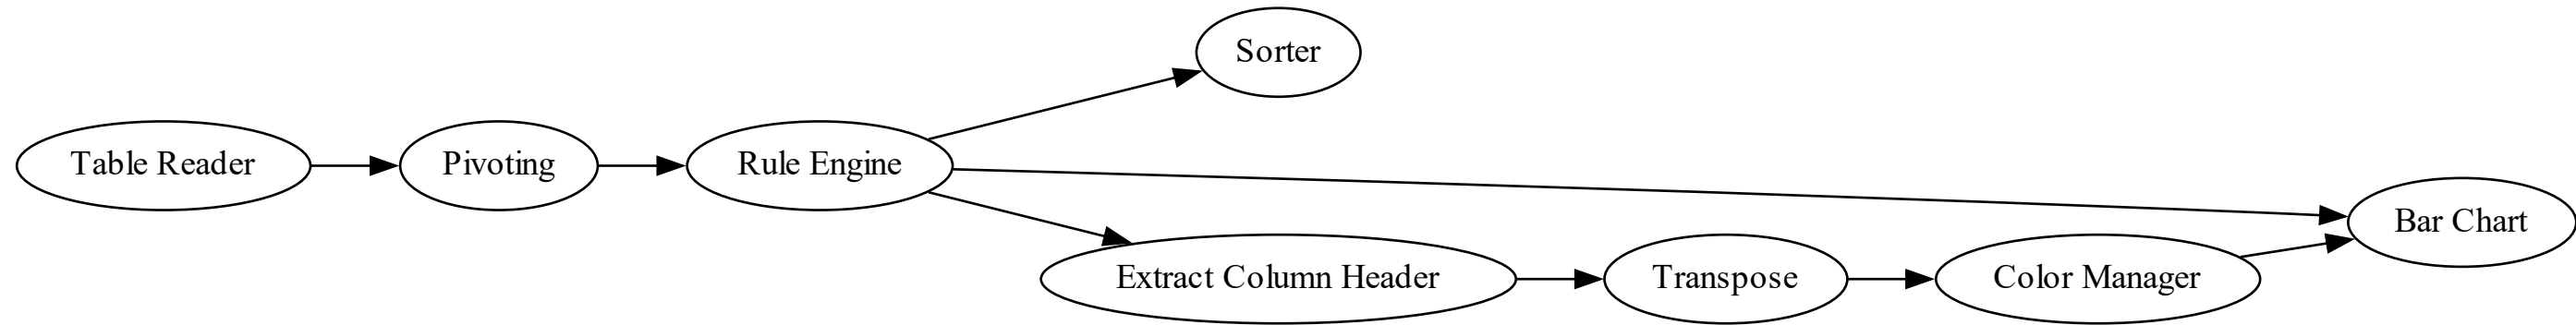 Sorter
Table Reader
Pivoting
Rule Engine
Bar Chart
Extract Column Header
Transpose
Color Manager